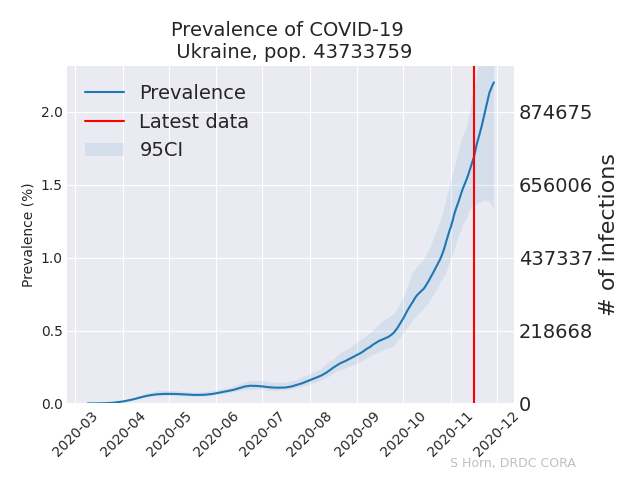 Prevalence of COVID-19
Ukraine, pop. 43733759
Prevalence
Latest data
95CI
Prevalence (%)
2.0
1.5
1.0
0.5
0.0
874675
656006
437337
218668
0
# of infections
2020-03
2020-04
2020-05
2020-06
2020-07
2020-08
2020-09
2020-10
2020-11
2020-12
S Horn, DRDC CORA